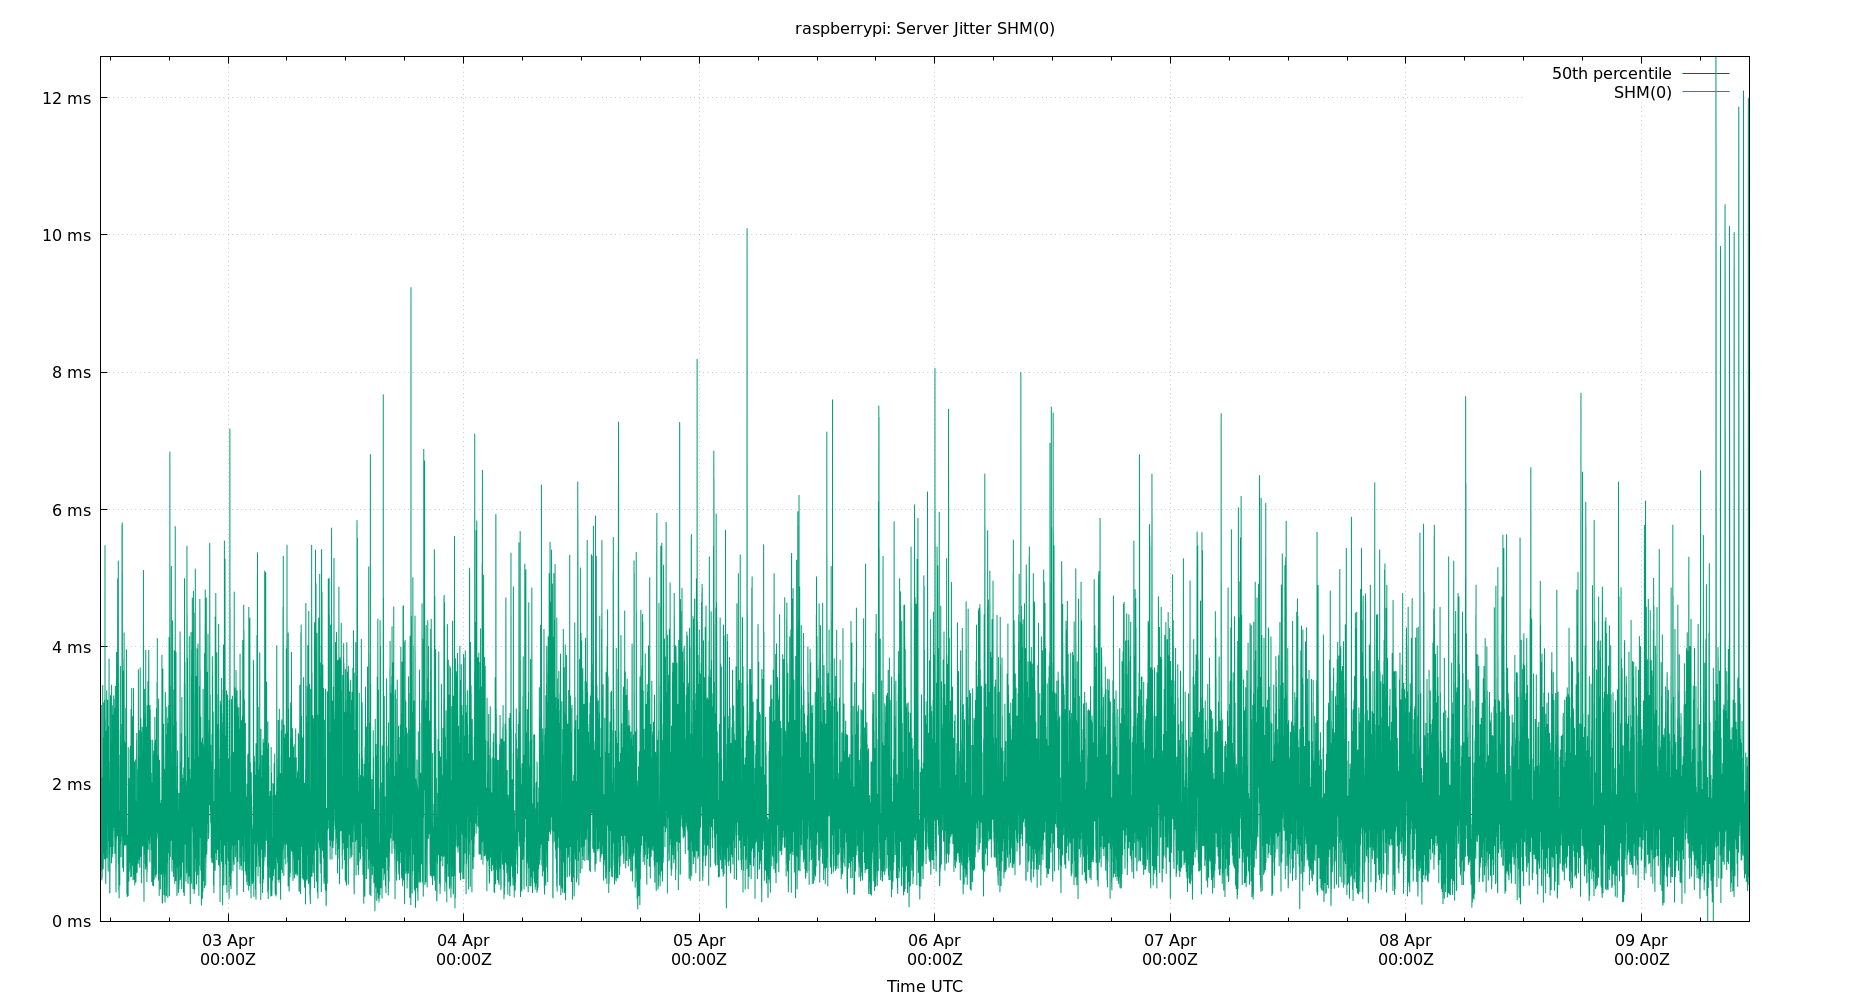 raspberrypi: Server Jitter SHM(0)
50th percentile
SHM(0)
12 ms
10 ms
8 ms
6 ms
4 ms
2 ms
0 ms
03 Apr 04 Apr 05 Apr 06 Apr 07 Apr 08 Apr 09 Apr
00:00Z 00:00Z 00:00Z 00:00Z 00:00Z 00:00Z 00:00Z
Time UTC